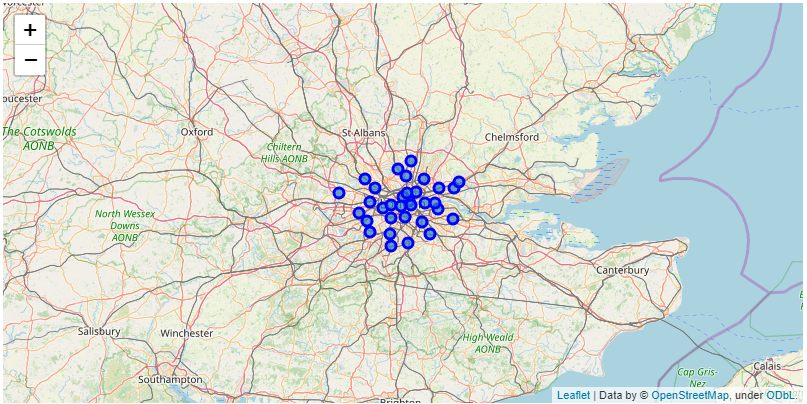 +
−
St Albans
Chelmsford
Oxford
The Cotswolds
AONB
Chiltern
Hills AONB
North Wessex
Downs
AONB
Canterbury
Salisbury
Winchester
High Weald
AONB
Southampton
Calais
Cap Gris-
Nez
Leaflet | Data by © OpenStreetMap, under ODbL.